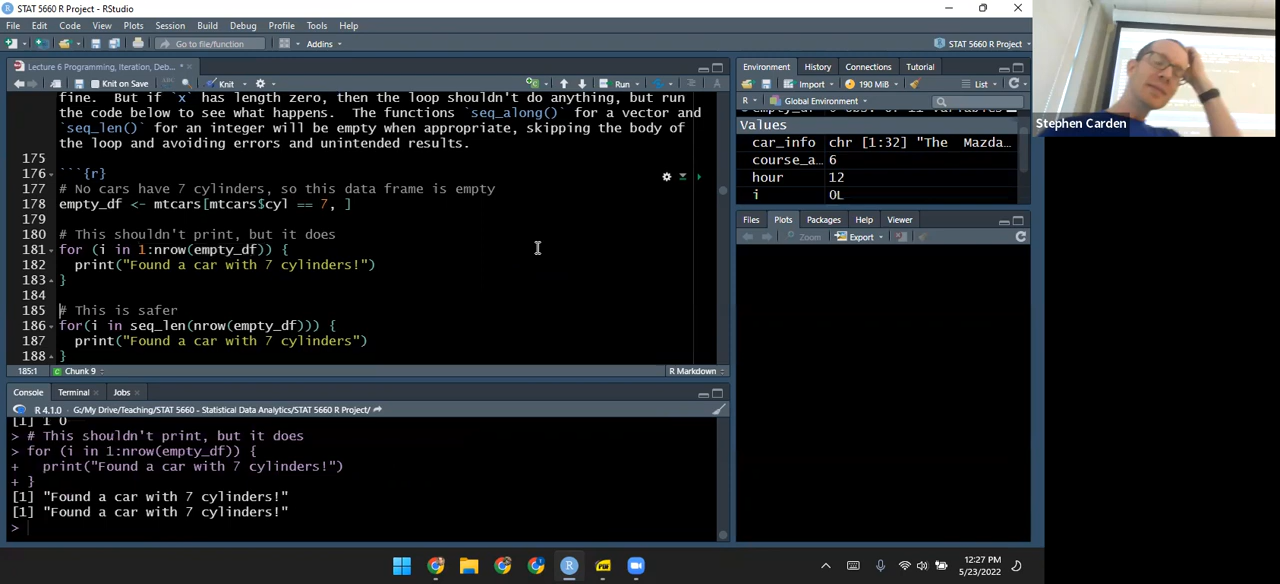 STAT 5660 R Project - RStudio
File Edit Code View Plots Session Build Debug Profile Tools Help
Go to file/function Addins STAT 5660 R Project
Lecture 6 Programming, Iteration, Deb... *
Knit on Save Knit Run
fine. But if `x` has length zero, then the loop shouldn't do anything, but run
the code below to see what happens. The functions `seq_along()` for a vector and
`seq_len()` for an integer will be empty when appropriate, skipping the body of
the loop and avoiding errors and unintended results.
175
176 ```{r}
177 # No cars have 7 cylinders, so this data frame is empty
178 empty_df <- mtcars[mtcars$cyl == 7, ]
179
180 # This shouldn't print, but it does
181 for (i in 1:nrow(empty_df)) {
182 print("Found a car with 7 cylinders!")
183 }
184
185 # This is safer
186 for(i in seq_len(nrow(empty_df))) {
187 print("Found a car with 7 cylinders")
188 }
185:1 Chunk 9 R Markdown
Console Terminal Jobs
R 4.1.0 · G:/My Drive/Teaching/STAT 5660 - Statistical Data Analytics/STAT 5660 R Project/
[1] 1 0
> # This shouldn't print, but it does
> for (i in 1:nrow(empty_df)) {
+ print("Found a car with 7 cylinders!")
+ }
[1] "Found a car with 7 cylinders!"
[1] "Found a car with 7 cylinders!"
>
Environment History Connections Tutorial
Import 190 MiB List
R Global Environment
Values
car_info chr [1:32] "The Mazda...
course_a... 6
hour 12
i 0L
Files Plots Packages Help Viewer
Zoom Export
Stephen Carden
12:27 PM
5/23/2022